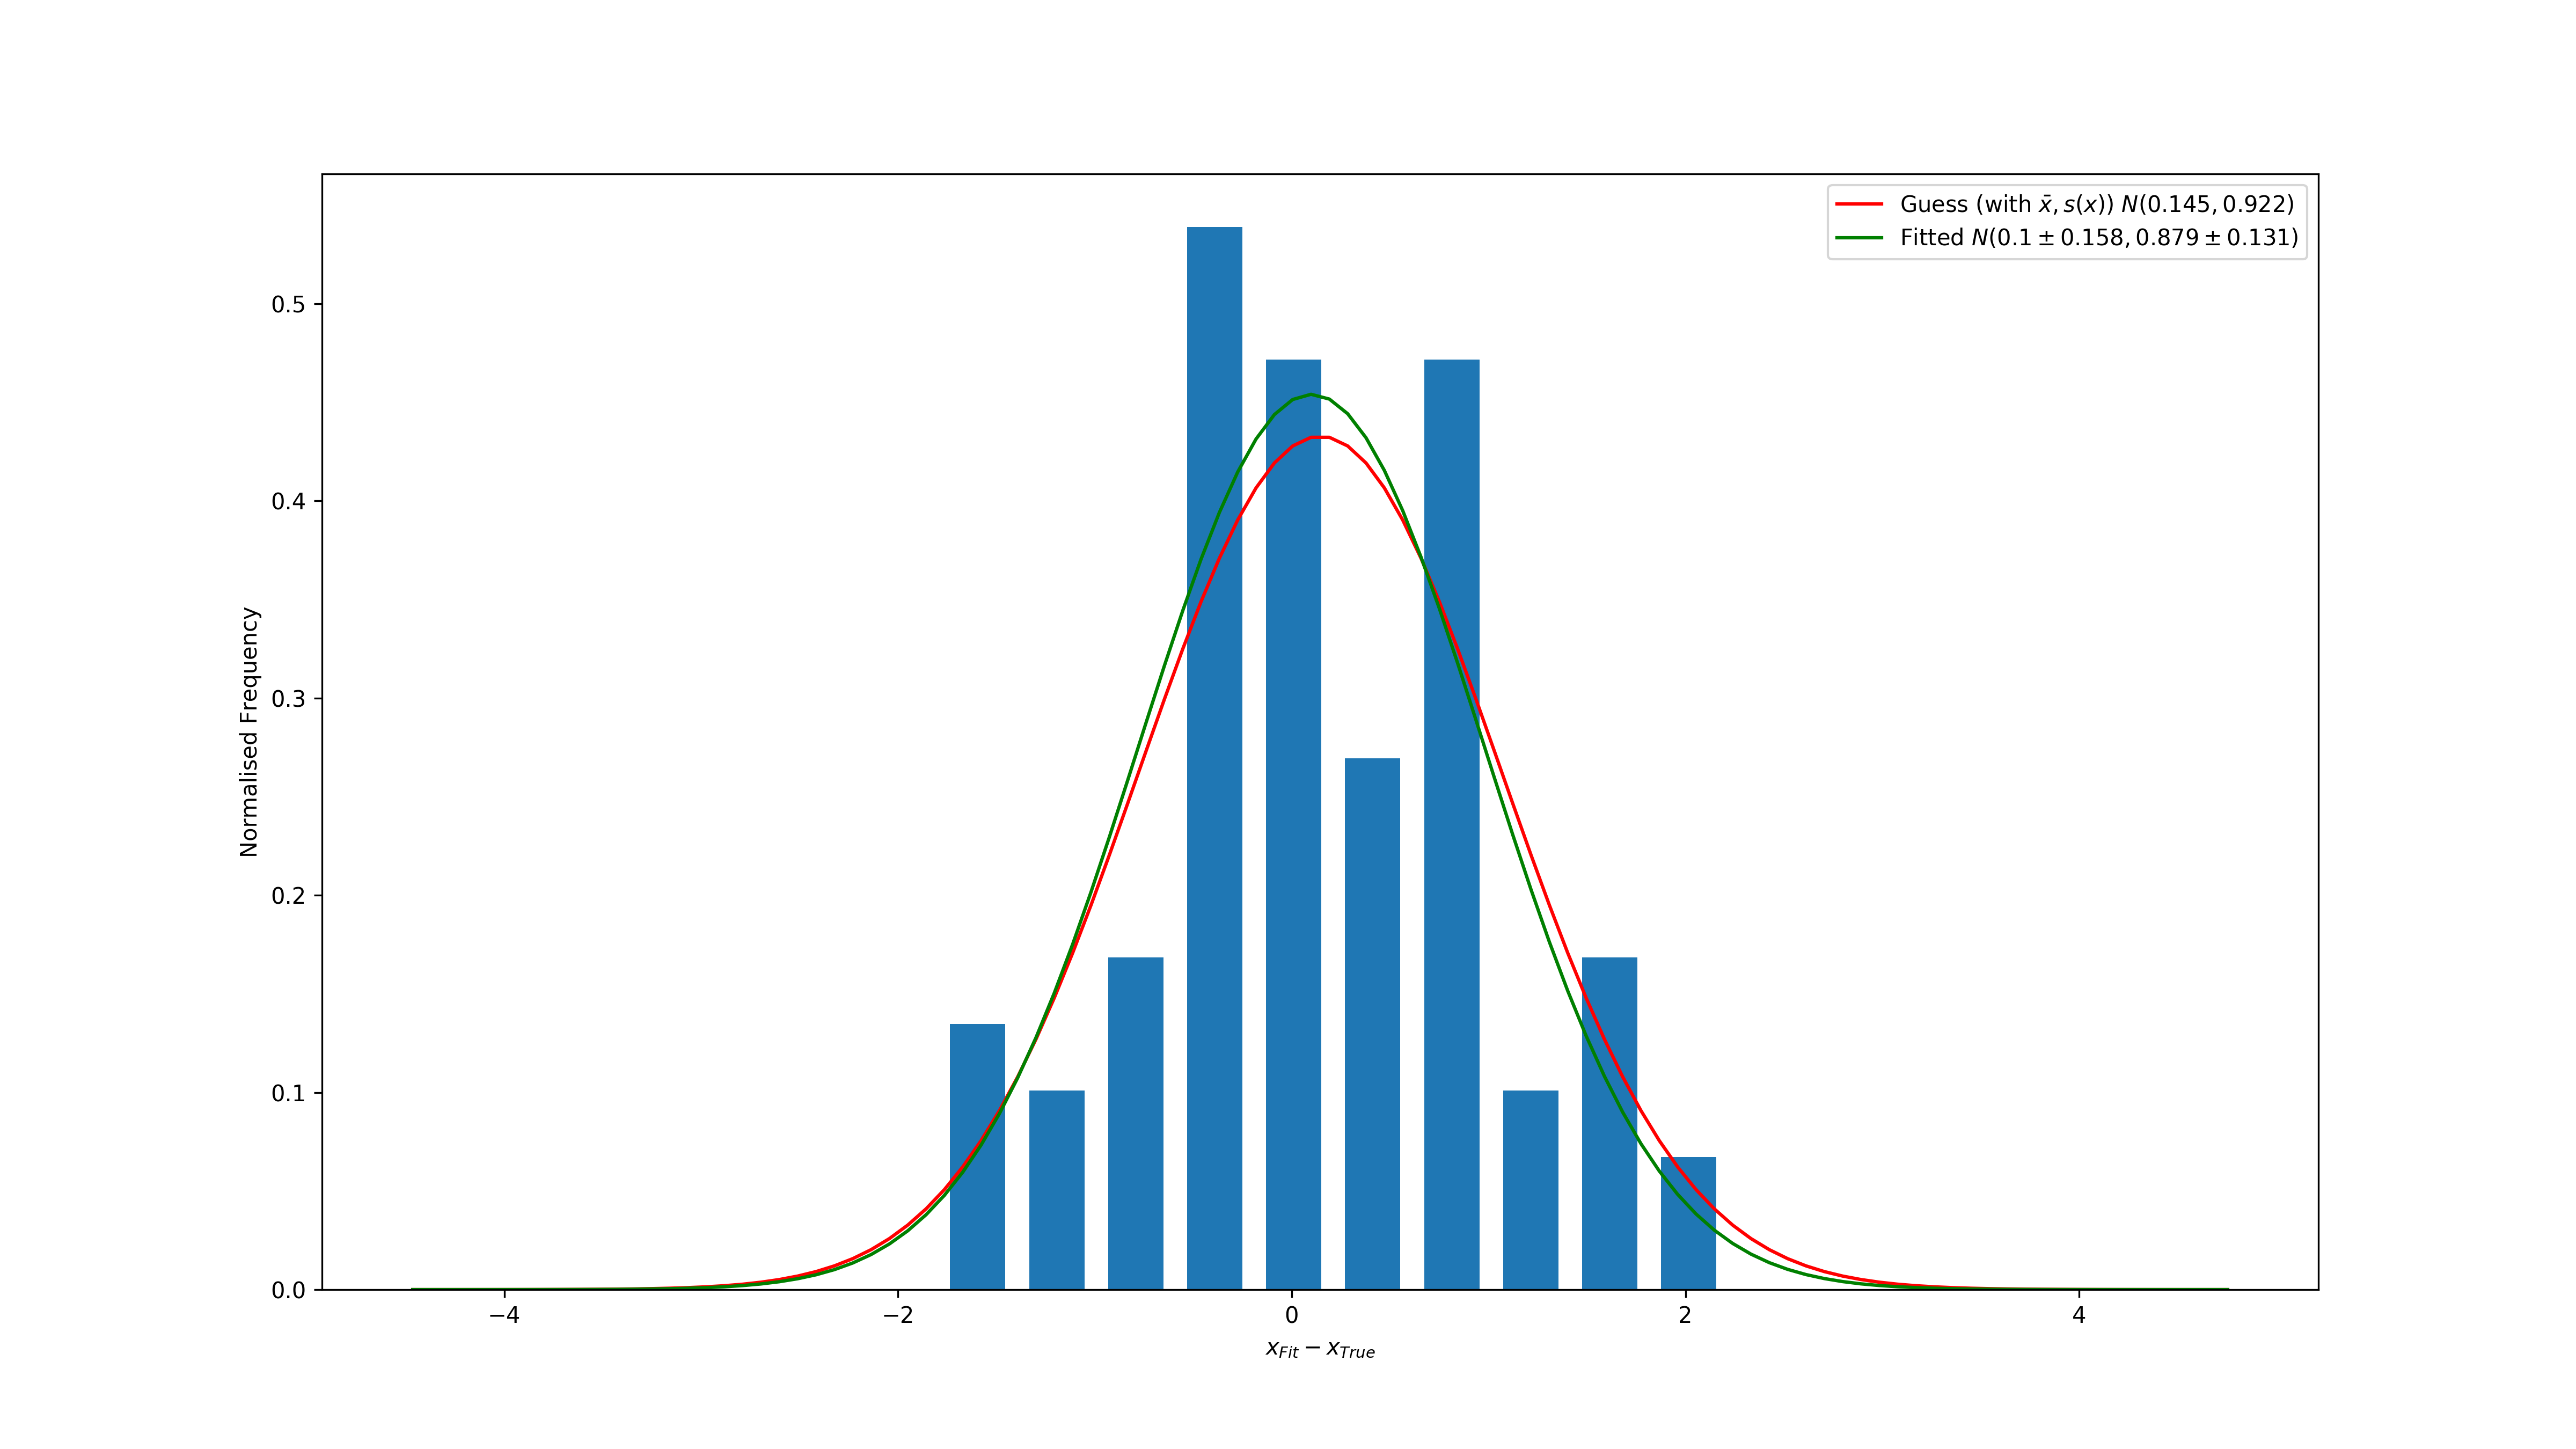 Guess (with x̄, s(x)) N(0.145, 0.922)
Fitted N(0.1 ± 0.158, 0.879 ± 0.131)
0.5
0.4
0.3
0.2
0.1
0.0
Normalised Frequency
−4 −2 0 2 4
x_Fit − x_True